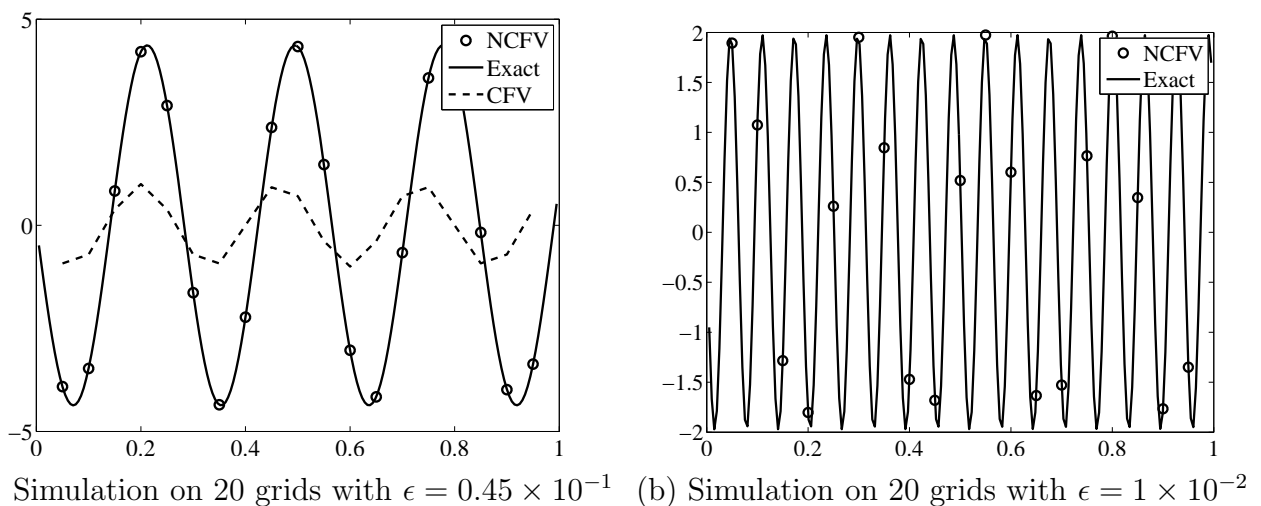 5
0
−5
0 0.2 0.4 0.6 0.8 1
NCFV
Exact
CFV
2
1.5
1
0.5
0
−0.5
−1
−1.5
−2
0 0.2 0.4 0.6 0.8 1
NCFV
Exact
Simulation on 20 grids with ϵ = 0.45 × 10⁻¹
(b) Simulation on 20 grids with ϵ = 1 × 10⁻²